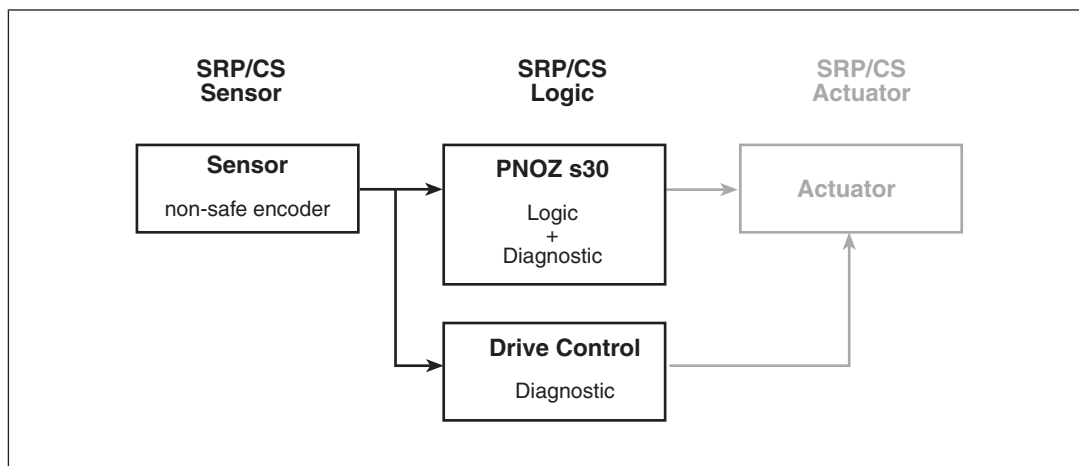 SRP/CS
Sensor
SRP/CS
Logic
SRP/CS
Actuator
Sensor
non-safe encoder
PNOZ s30
Logic
+
Diagnostic
Actuator
Drive Control
Diagnostic